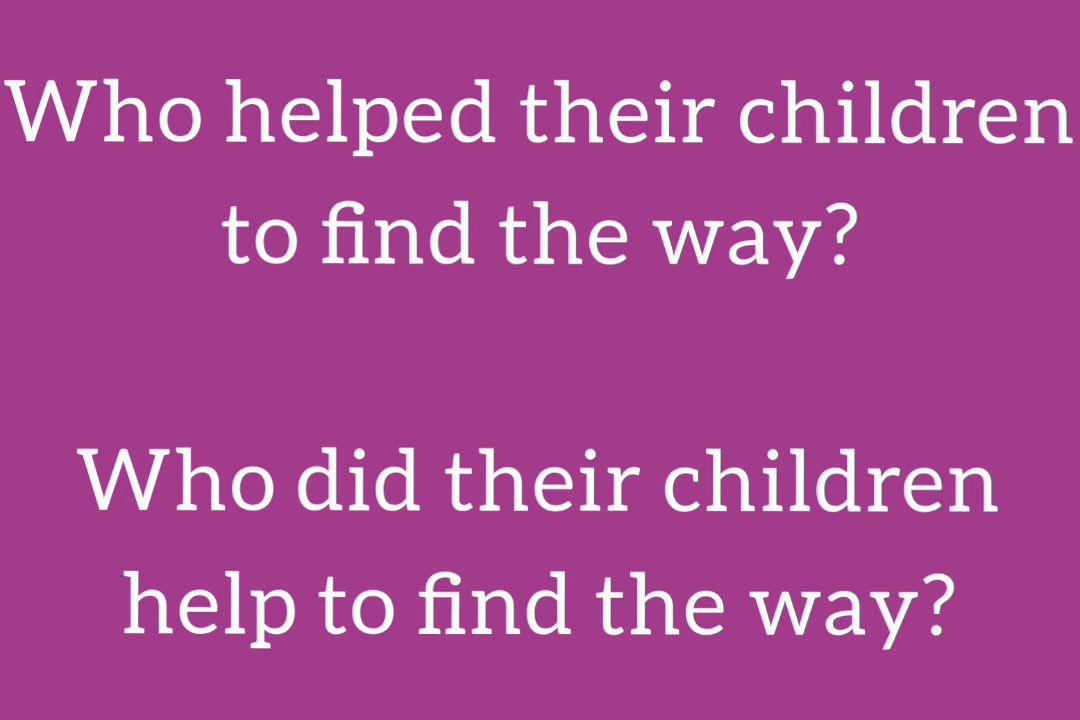 Who helped their children
to find the way?
Who did their children
help to find the way?